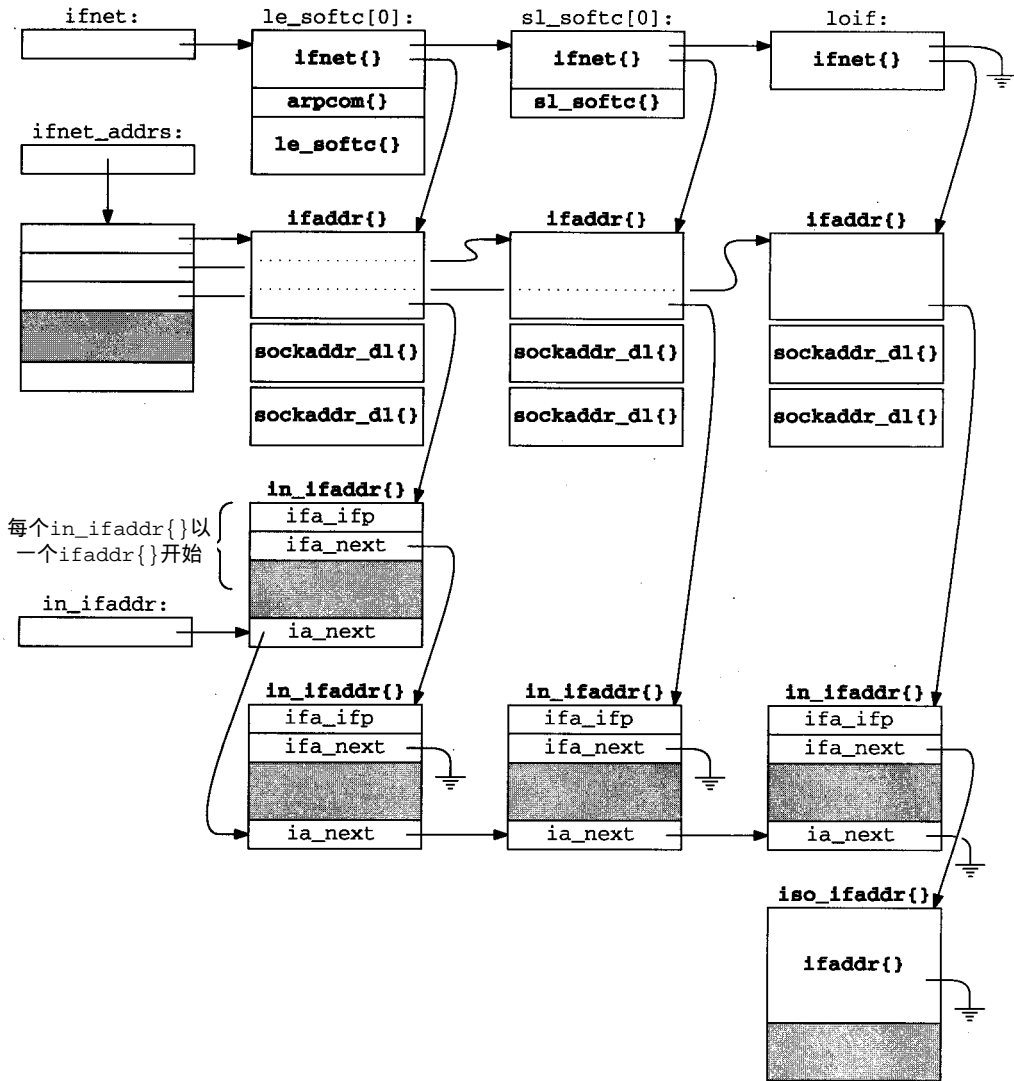 ifnet:
le_softc[0]:
sl_softc[0]:
loif:
ifnet{}
ifnet{}
ifnet{}
arpcom{}
sl_softc{}
le_softc{}
ifnet_addrs:
ifaddr{}
ifaddr{}
ifaddr{}
sockaddr_dl{}
sockaddr_dl{}
sockaddr_dl{}
sockaddr_dl{}
sockaddr_dl{}
sockaddr_dl{}
in_ifaddr{}
每个in_ifaddr{}以
一个ifaddr{}开始
ifa_ifp
ifa_next
in_ifaddr:
ia_next
in_ifaddr{}
in_ifaddr{}
in_ifaddr{}
ifa_ifp
ifa_ifp
ifa_ifp
ifa_next
ifa_next
ifa_next
ia_next
ia_next
ia_next
iso_ifaddr{}
ifaddr{}